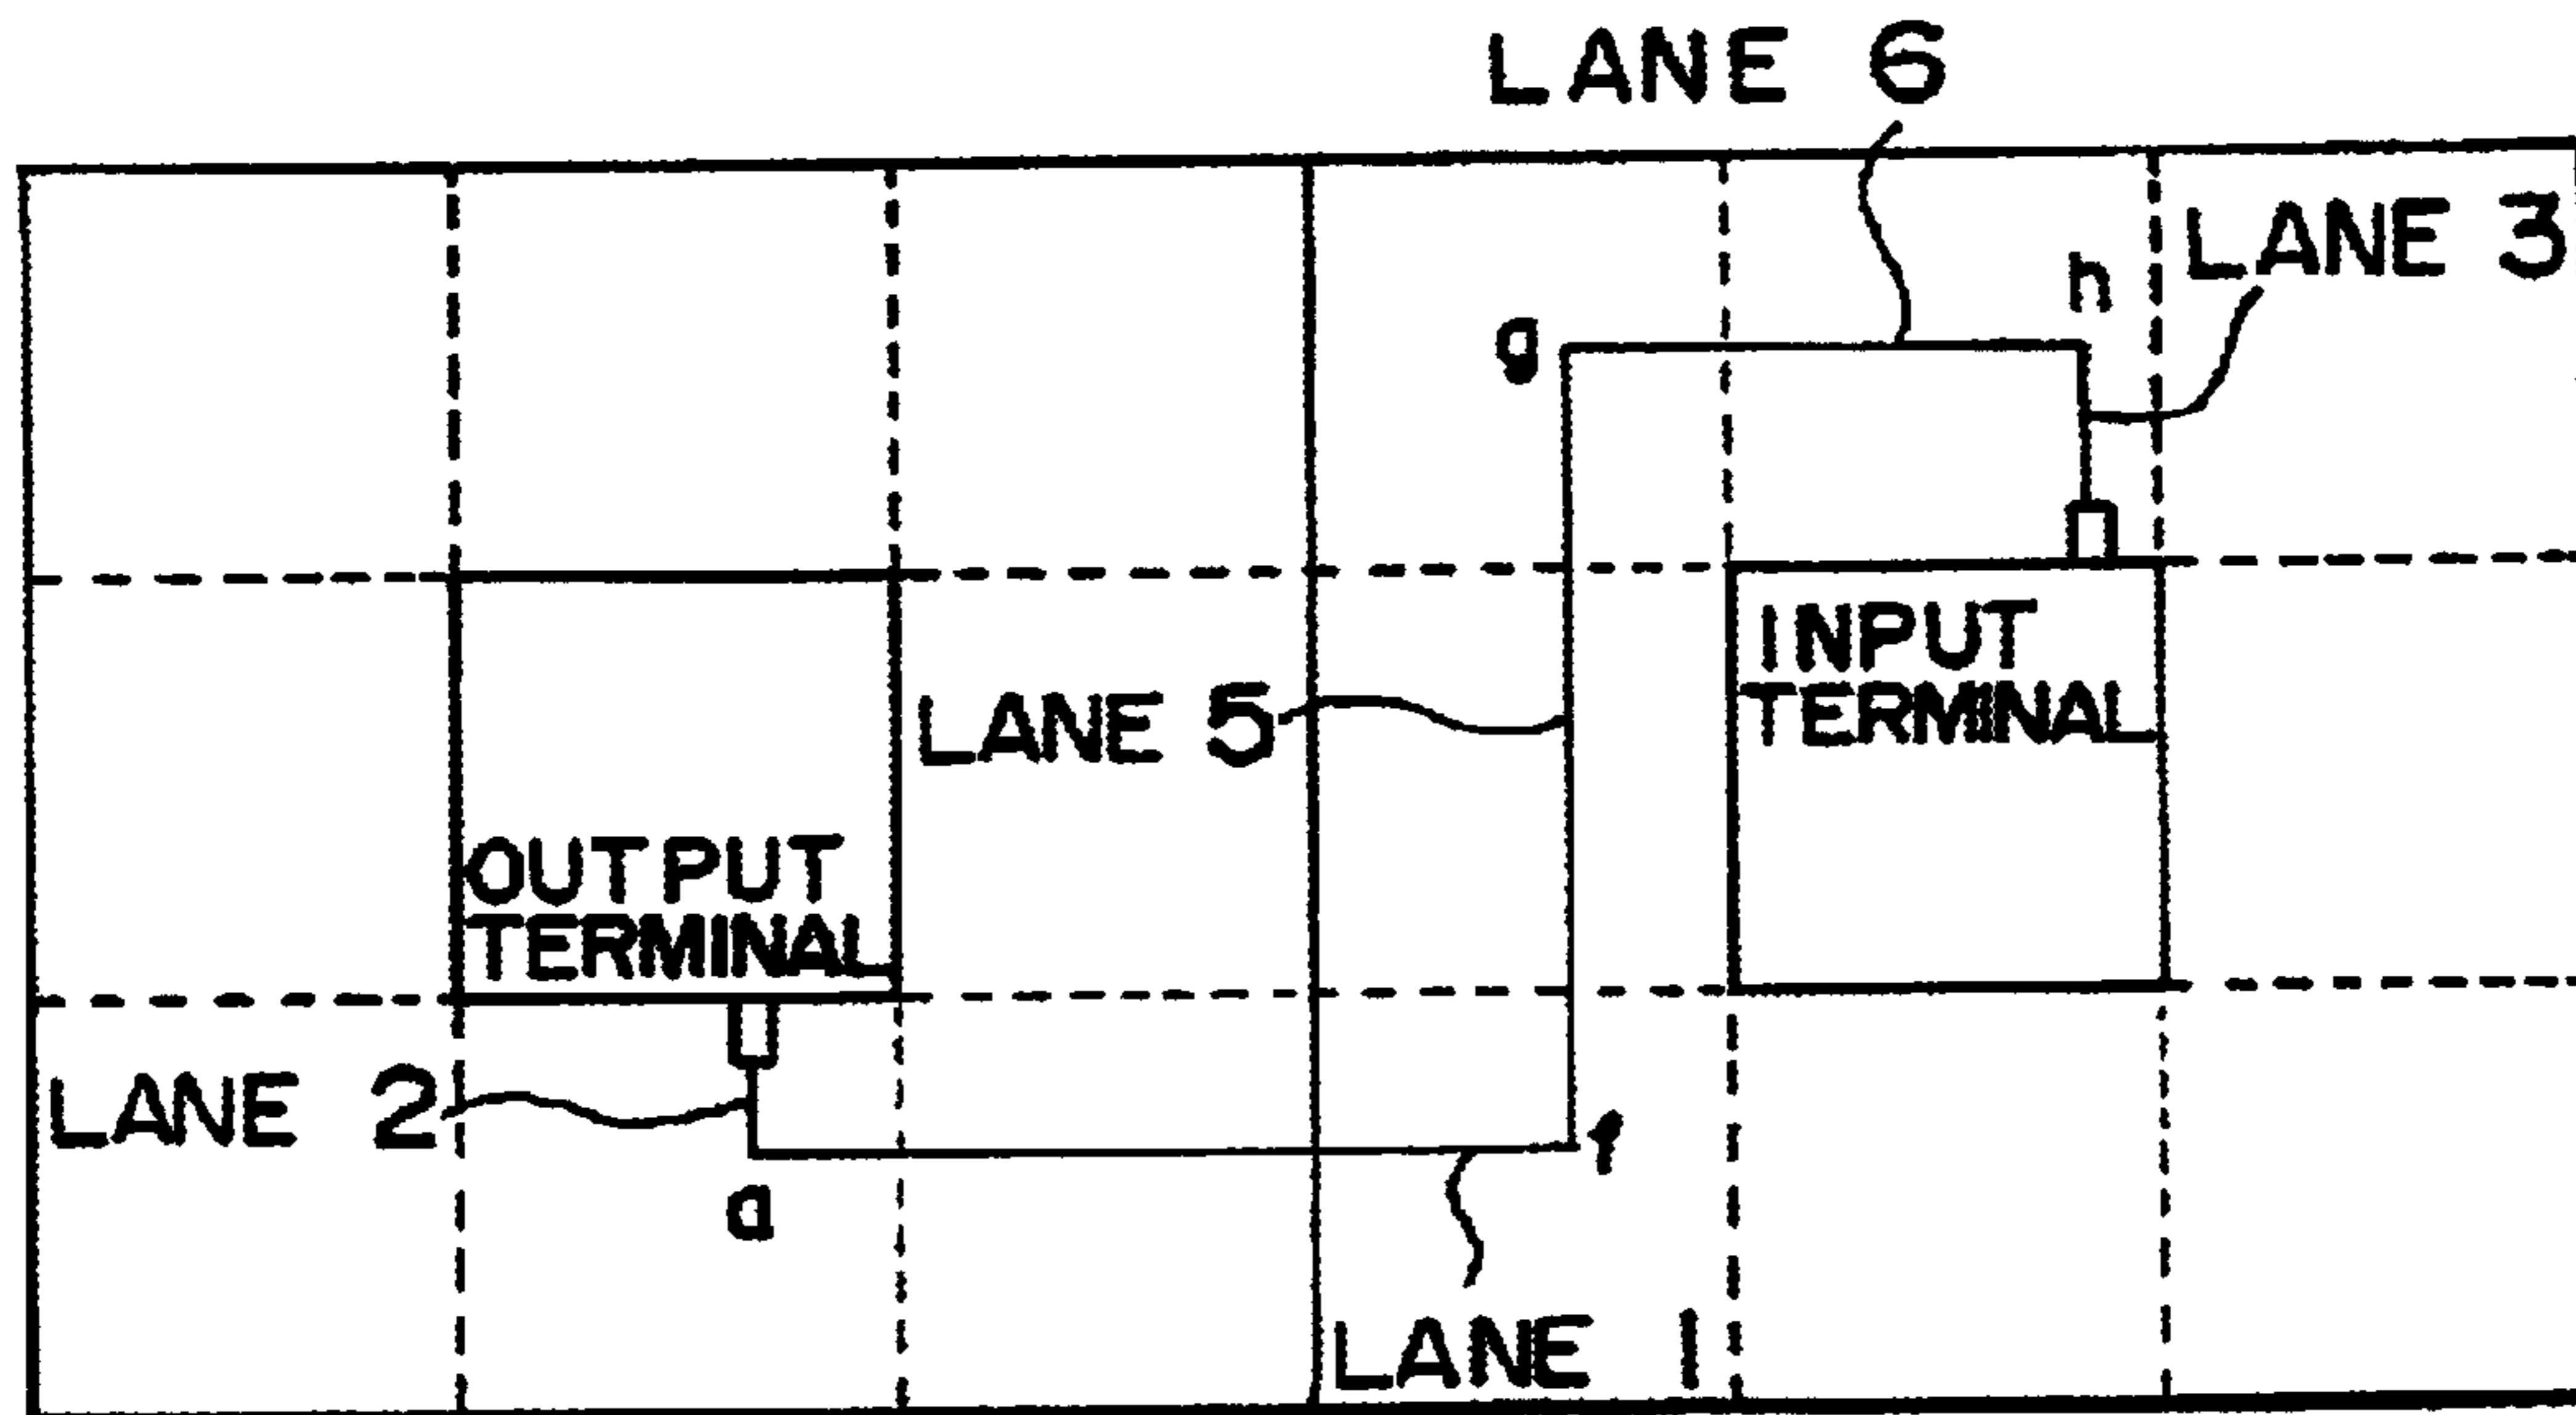 LANE 6
LANE 3
h
g
INPUT
TERMINAL
LANE 5
OUTPUT
TERMINAL
LANE 2
f
a
LANE 1